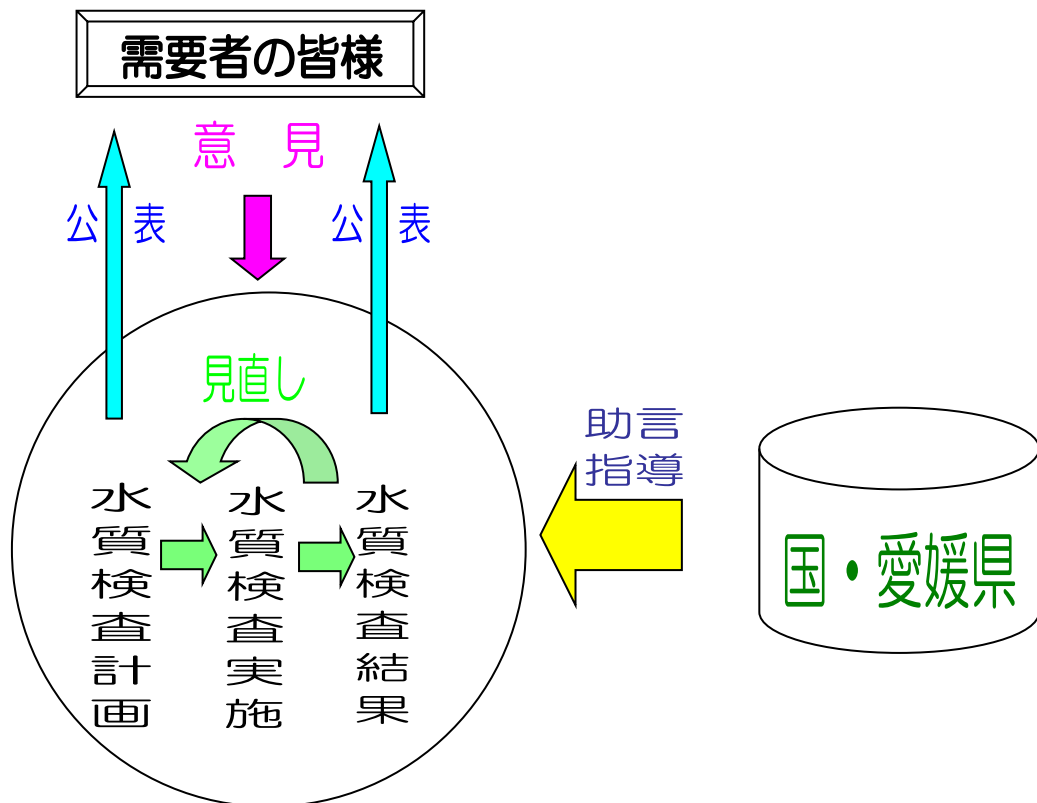 需要者の皆様
意 見
公 表
公 表
見直し
助言
指導
国・愛媛県
水質検査計画
水質検査実施
水質検査結果